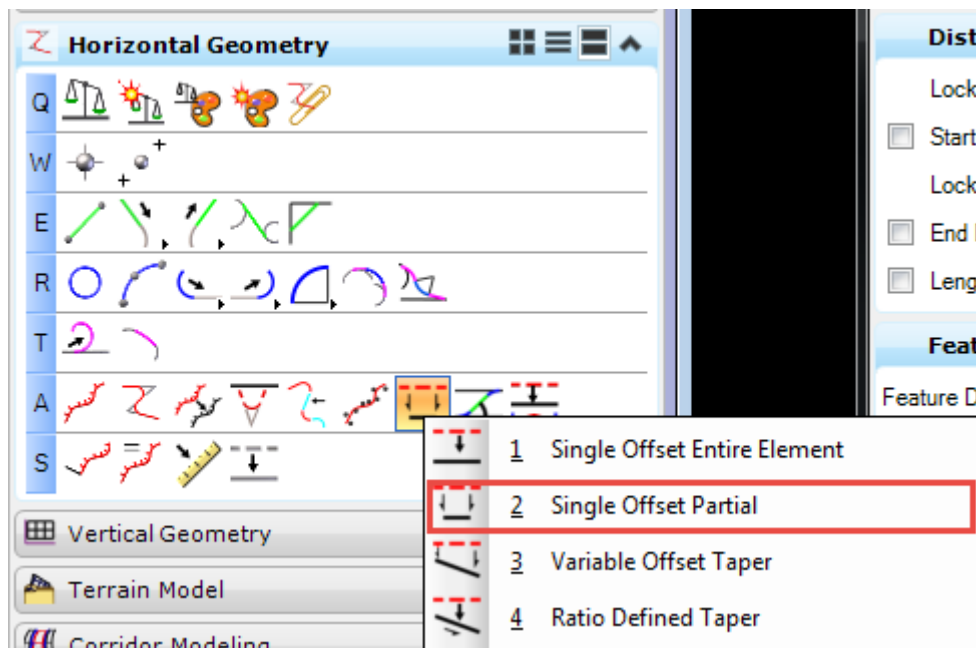 Horizontal Geometry
Q
W
E
R
T
A
S
1 Single Offset Entire Element
2 Single Offset Partial
3 Variable Offset Taper
4 Ratio Defined Taper
Vertical Geometry
Terrain Model
Corridor Modeling
Dist
Lock
Start
Lock
End
Leng
Feat
Feature D